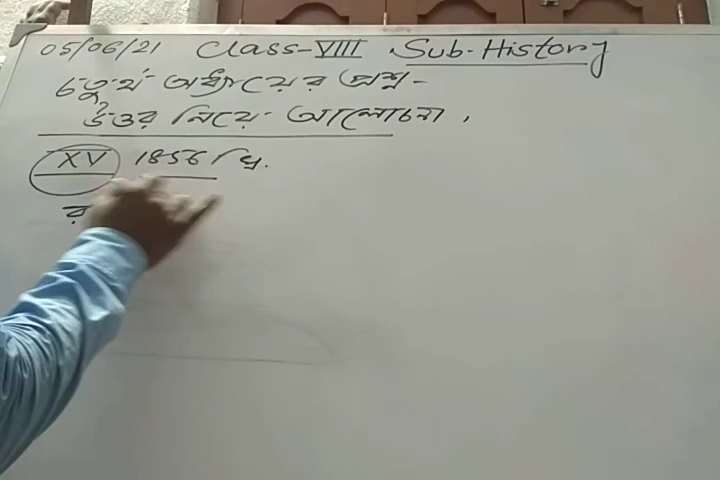 05/06/21 Class-VIII Sub-History
চতুর্থ অধ্যায়ের প্রশ্ন-
উত্তর নিয়ে- আলোচনা,
XV 1856 খ্রি.